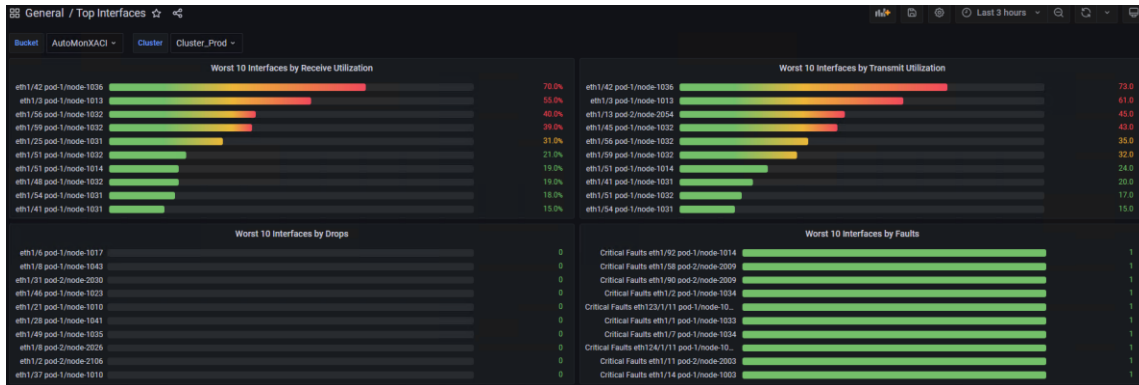 General / Top Interfaces
Last 3 hours
Bucket AutoMonXACI Cluster Cluster_Prod
Worst 10 Interfaces by Receive Utilization
eth1/42 pod-1/node-1036 70.0%
eth1/3 pod-1/node-1013 55.0%
eth1/56 pod-1/node-1032 40.0%
eth1/59 pod-1/node-1032 39.0%
eth1/25 pod-1/node-1031 31.0%
eth1/51 pod-1/node-1032 21.0%
eth1/51 pod-1/node-1014 19.0%
eth1/48 pod-1/node-1032 19.0%
eth1/54 pod-1/node-1031 18.0%
eth1/41 pod-1/node-1031 15.0%
Worst 10 Interfaces by Transmit Utilization
eth1/42 pod-1/node-1036 73.0
eth1/3 pod-1/node-1013 61.0
eth1/13 pod-2/node-2054 45.0
eth1/45 pod-1/node-1032 43.0
eth1/56 pod-1/node-1032 35.0
eth1/59 pod-1/node-1032 32.0
eth1/51 pod-1/node-1014 24.0
eth1/41 pod-1/node-1031 20.0
eth1/51 pod-1/node-1032 17.0
eth1/54 pod-1/node-1031 15.0
Worst 10 Interfaces by Drops
eth1/6 pod-1/node-1017 0
eth1/8 pod-1/node-1043 0
eth1/31 pod-2/node-2030 0
eth1/46 pod-1/node-1023 0
eth1/21 pod-1/node-1010 0
eth1/28 pod-1/node-1041 0
eth1/49 pod-1/node-1035 0
eth1/8 pod-2/node-2026 0
eth1/2 pod-2/node-2106 0
eth1/37 pod-1/node-1010 0
Worst 10 Interfaces by Faults
Critical Faults eth1/92 pod-1/node-1014 1
Critical Faults eth1/58 pod-2/node-2009 1
Critical Faults eth1/90 pod-2/node-2009 1
Critical Faults eth1/2 pod-1/node-1034 1
Critical Faults eth123/1/11 pod-1/node-10... 1
Critical Faults eth1/1 pod-1/node-1033 1
Critical Faults eth1/7 pod-1/node-1034 1
Critical Faults eth124/1/11 pod-1/node-10... 1
Critical Faults eth1/11 pod-2/node-2003 1
Critical Faults eth1/14 pod-1/node-1003 1